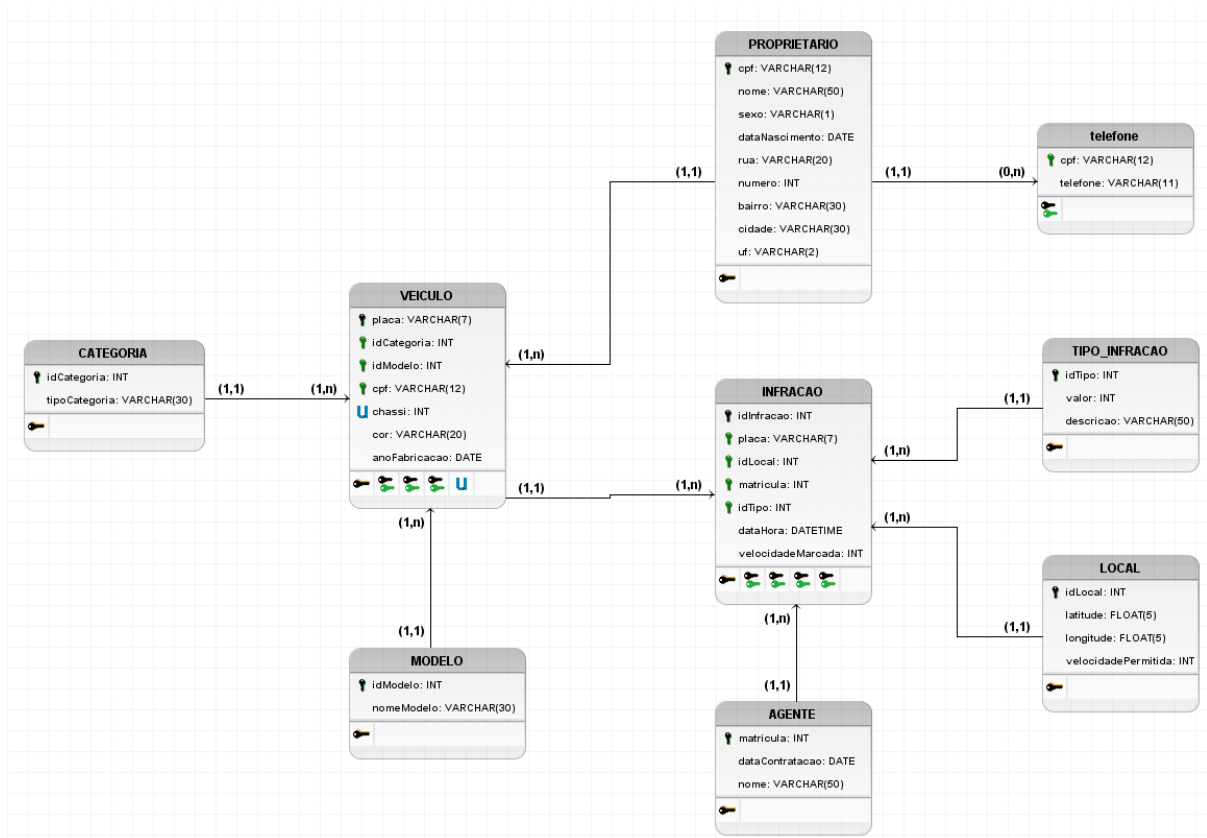 PROPRIETARIO
cpf: VARCHAR(12)
nome: VARCHAR(50)
sexo: VARCHAR(1)
dataNascimento: DATE
rua: VARCHAR(20)
numero: INT
bairro: VARCHAR(30)
cidade: VARCHAR(30)
uf: VARCHAR(2)
(1,1)
(1,1)
(0,n)
telefone
cpf: VARCHAR(12)
telefone: VARCHAR(11)
VEICULO
placa: VARCHAR(7)
idCategoria: INT
idModelo: INT
cpf: VARCHAR(12)
u chassi: INT
cor: VARCHAR(20)
anoFabricacao: DATE
u
(1,n)
CATEGORIA
idCategoria: INT
tipoCategoria: VARCHAR(30)
(1,1)
(1,n)
INFRACAO
idInfracao: INT
placa: VARCHAR(7)
idLocal: INT
matricula: INT
idTipo: INT
dataHora: DATETIME
velocidadeMarcada: INT
(1,1)
(1,n)
TIPO_INFRACAO
idTipo: INT
valor: INT
descricao: VARCHAR(50)
(1,1)
(1,n)
(1,n)
(1,1)
LOCAL
idLocal: INT
latitude: FLOAT(5)
longitude: FLOAT(5)
velocidadePermitida: INT
(1,n)
(1,1)
MODELO
idModelo: INT
nomeModelo: VARCHAR(30)
(1,n)
(1,1)
AGENTE
matricula: INT
dataContratacao: DATE
nome: VARCHAR(50)